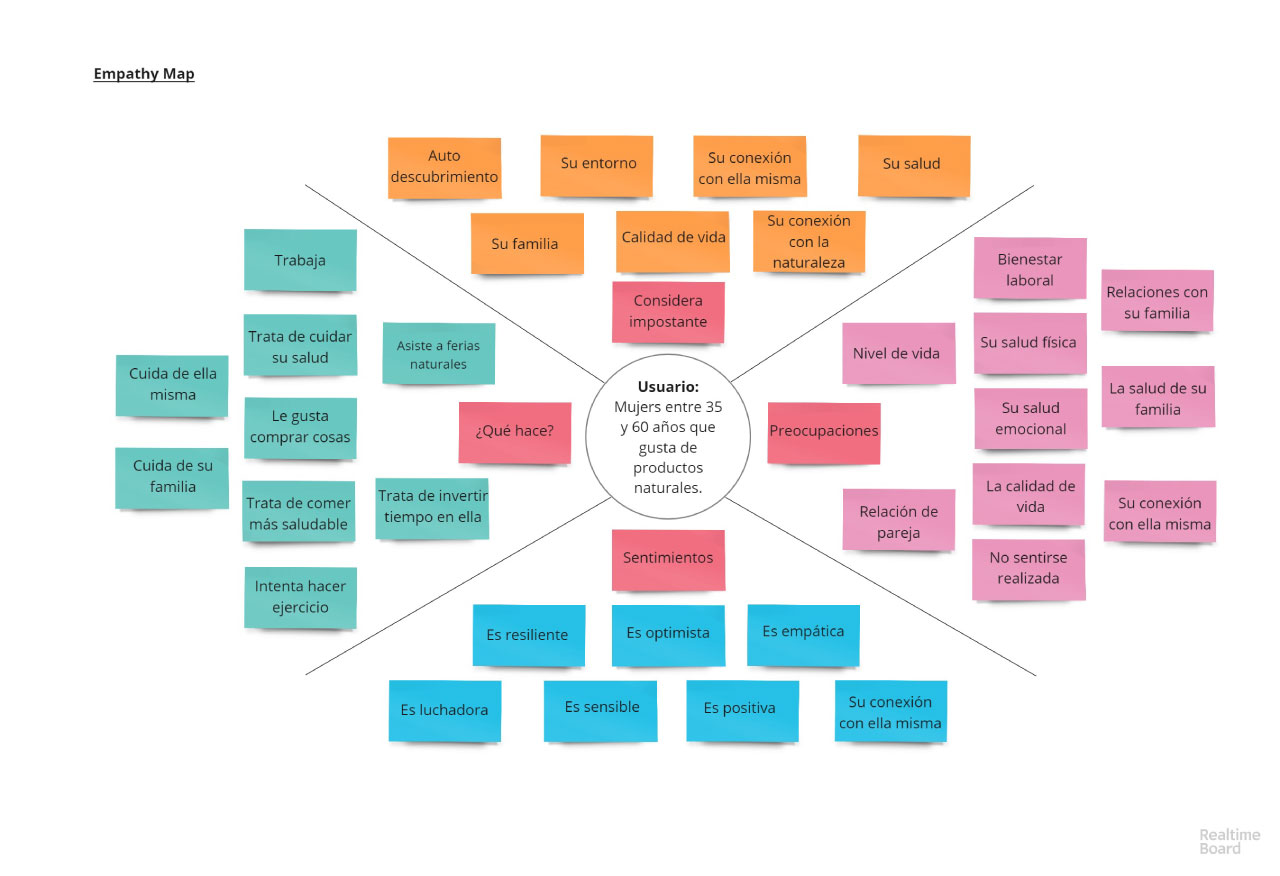 Empathy Map
Auto
descubrimiento
Su entorno
Su conexión
con ella misma
Su salud
Su familia
Calidad de vida
Su conexión
con la
naturaleza
Considera
impostante
Trabaja
Trata de cuidar
su salud
Asiste a ferias
naturales
Cuida de ella
misma
Le gusta
comprar cosas
¿Qué hace?
Cuida de su
familia
Trata de comer
más saludable
Trata de invertir
tiempo en ella
Intenta hacer
ejercicio
Usuario:
Mujers entre 35
y 60 años que
gusta de
productos
naturales.
Preocupaciones
Bienestar
laboral
Relaciones con
su familia
Nivel de vida
Su salud física
La salud de su
familia
Su salud
emocional
La calidad de
vida
Su conexión
con ella misma
Relación de
pareja
No sentirse
realizada
Sentimientos
Es resiliente
Es optimista
Es empática
Es luchadora
Es sensible
Es positiva
Su conexión
con ella misma
Realtime
Board